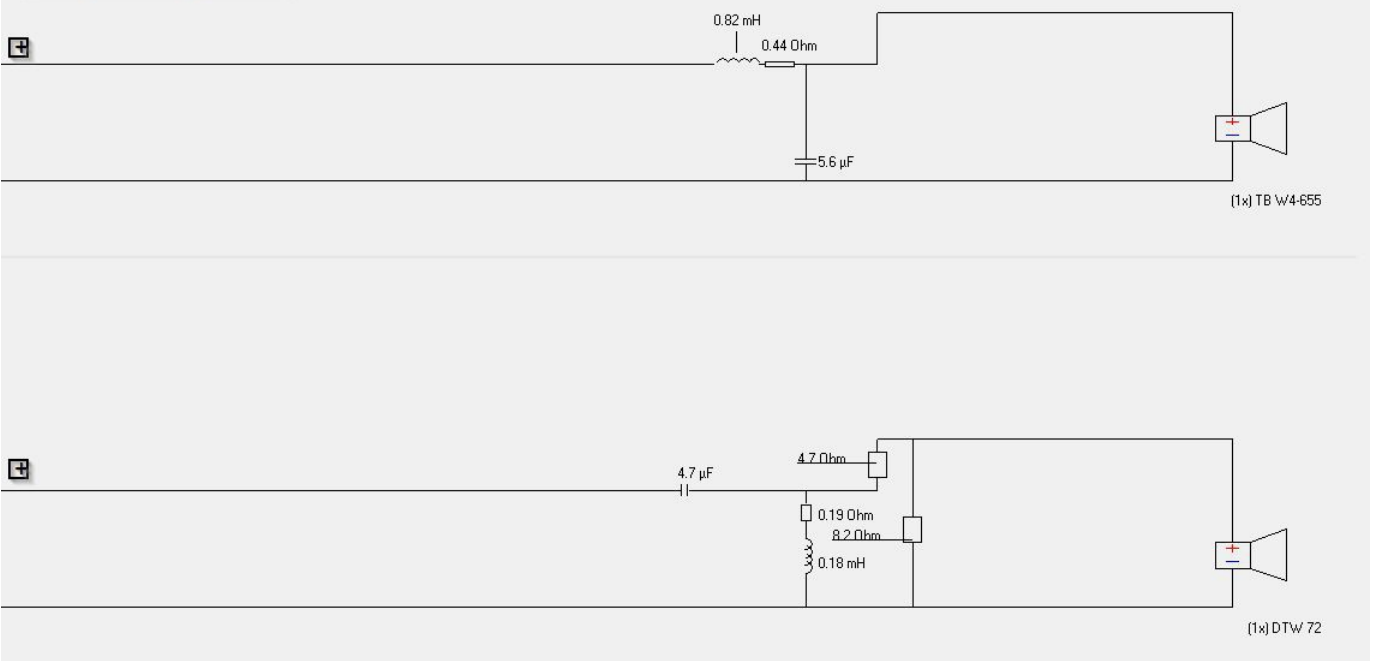 0.82 mH
0.44 Ohm
5.6 µF
(1x) TB W4-655
4.7 Ohm
4.7 µF
0.19 Ohm
8.2 Ohm
0.18 mH
(1x) DTW 72